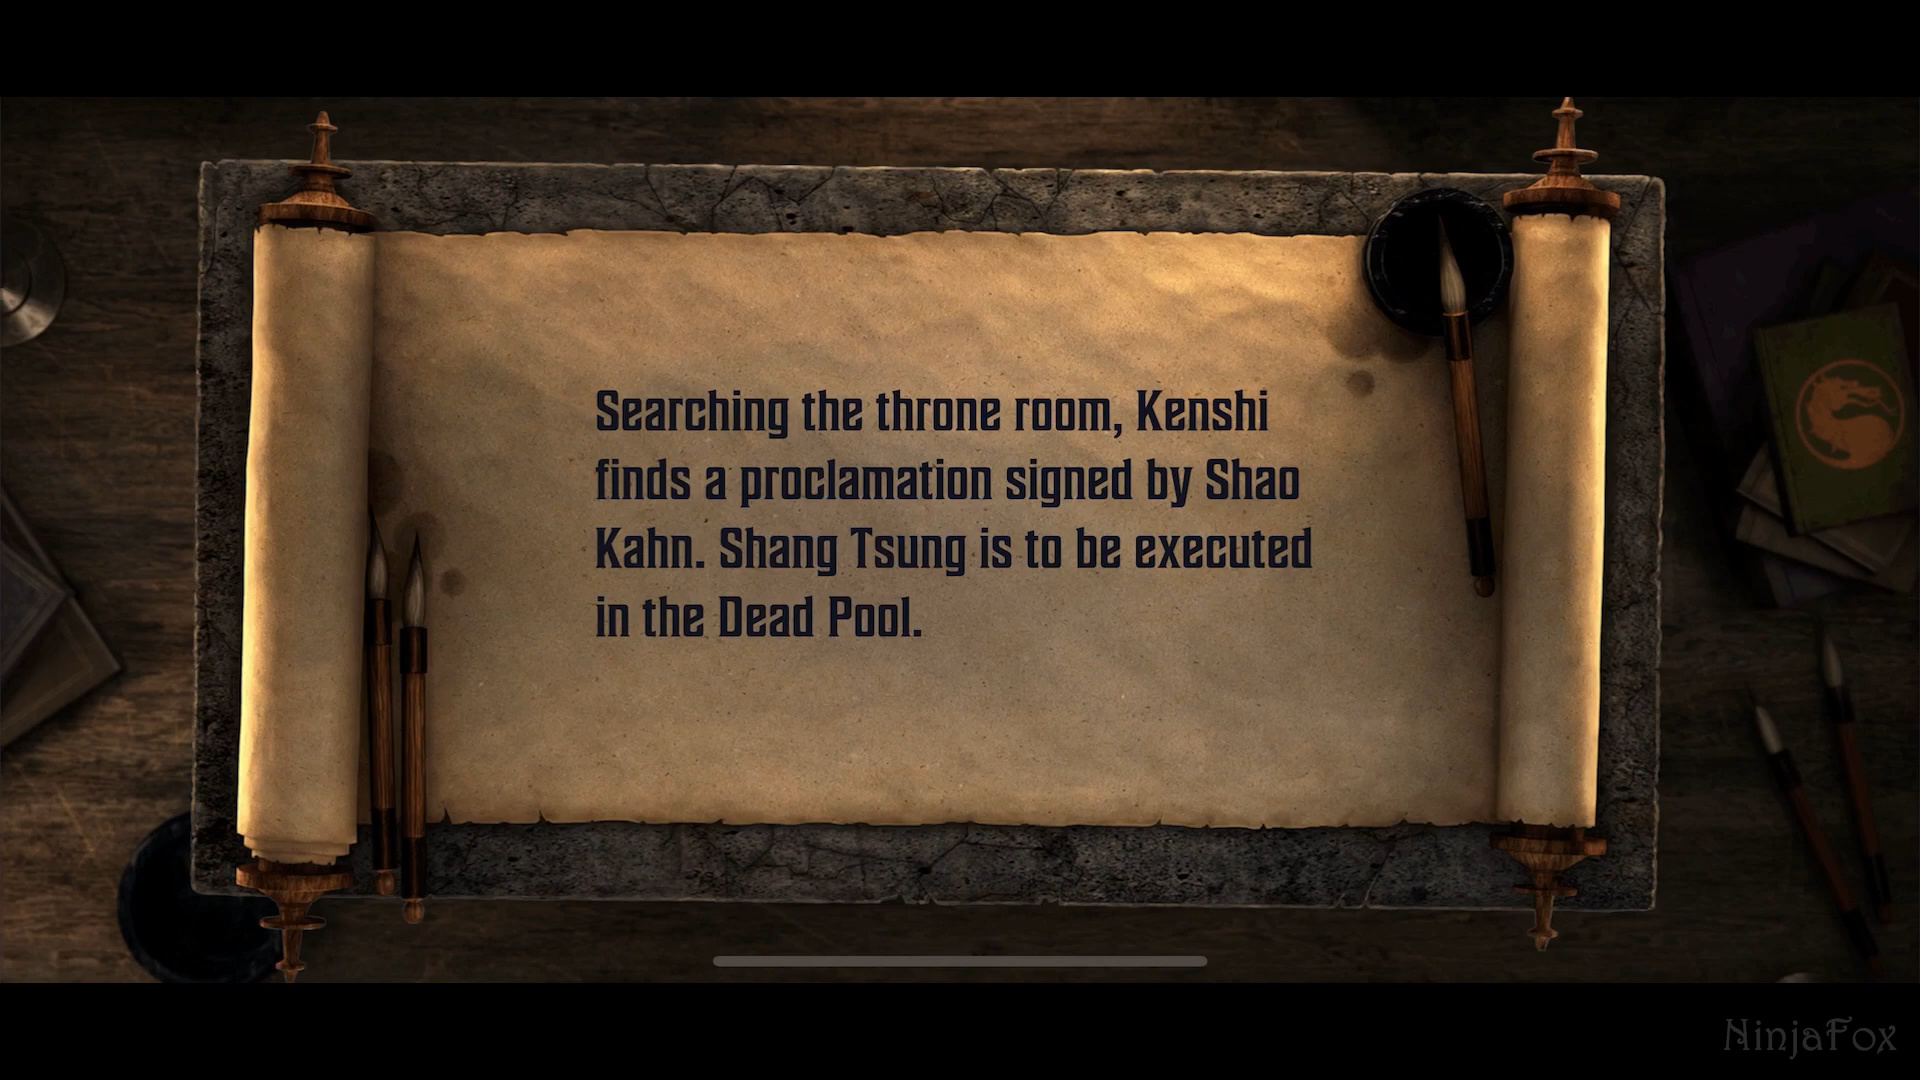 Searching the throne room, Kenshi
finds a proclamation signed by Shao
Kahn. Shang Tsung is to be executed
in the Dead Pool.
NinjaFox